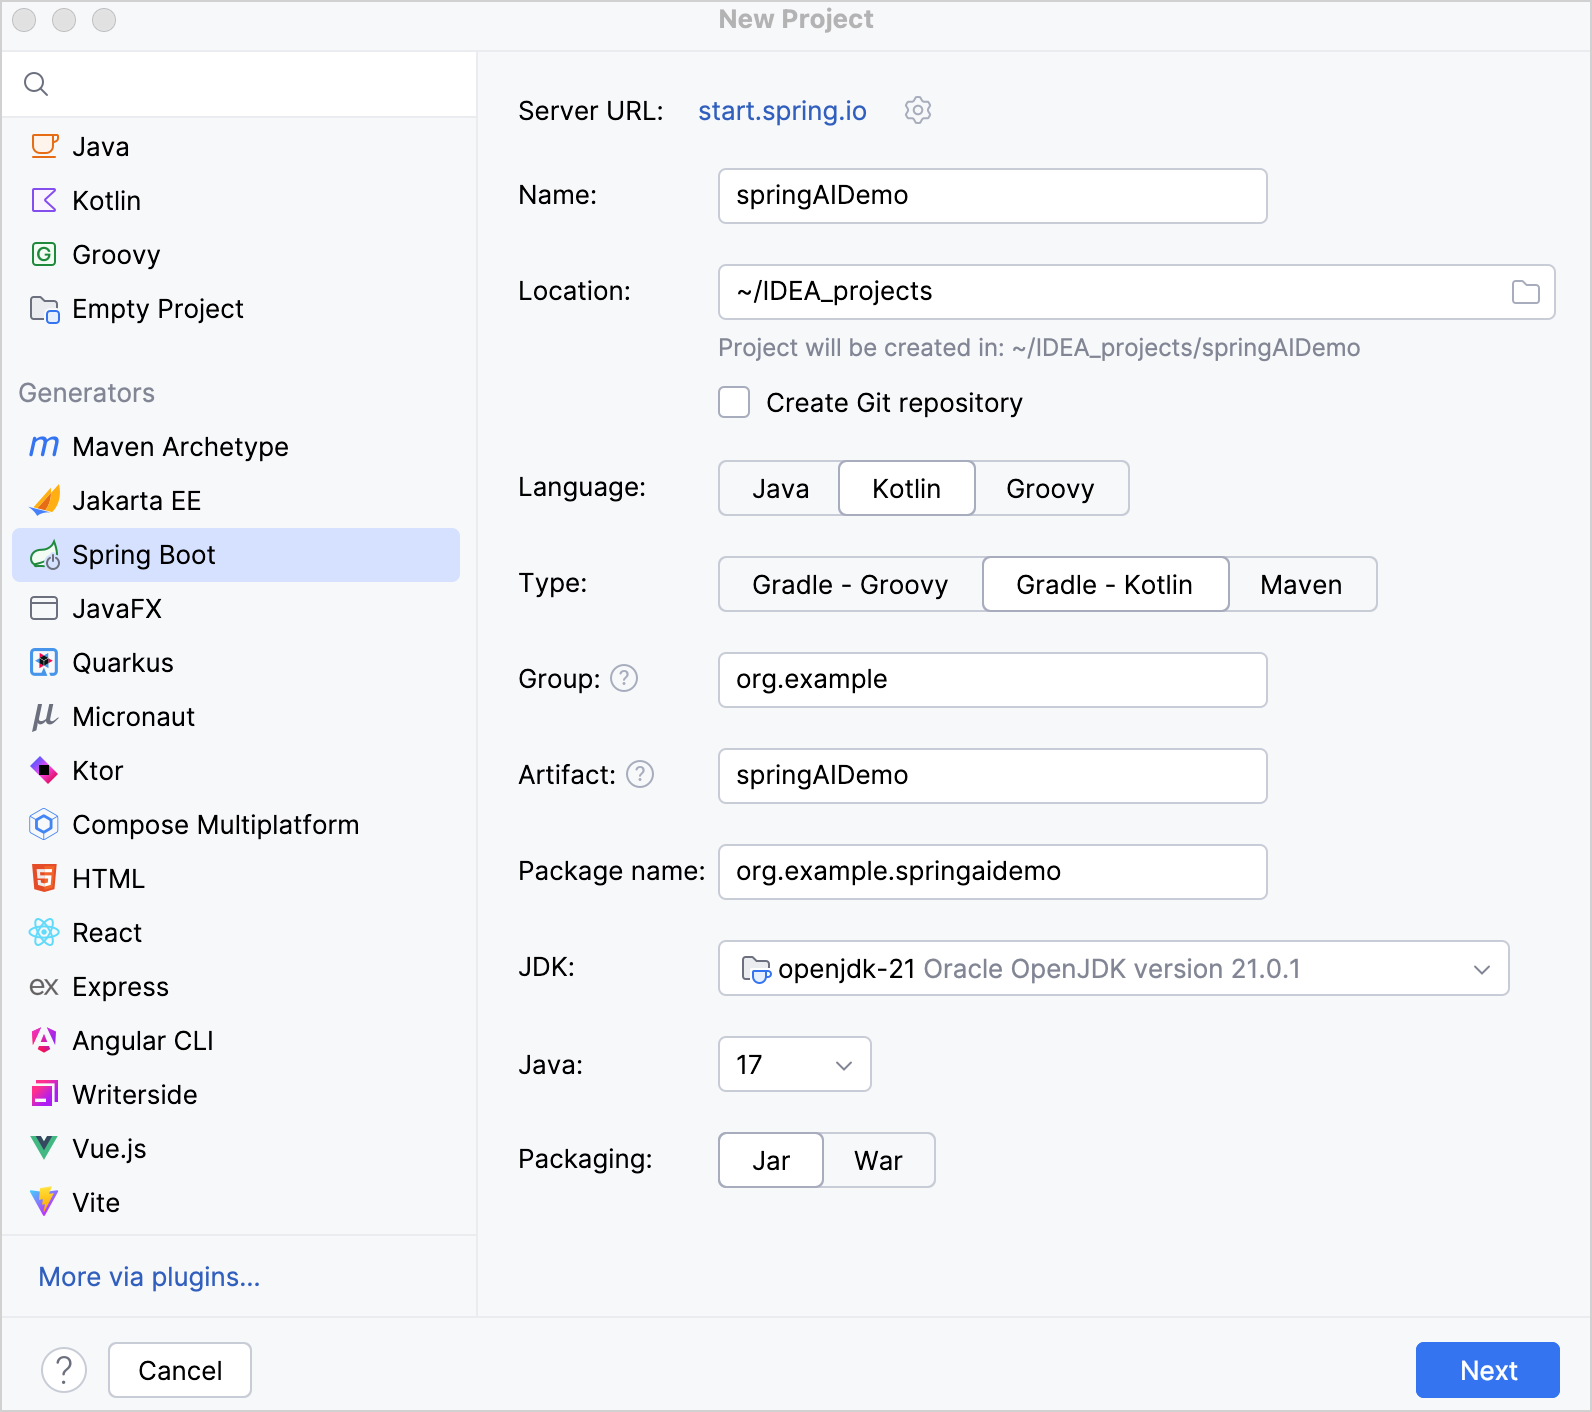 New Project
Java
Kotlin
Groovy
Empty Project
Generators
Maven Archetype
Jakarta EE
Spring Boot
JavaFX
Quarkus
Micronaut
Ktor
Compose Multiplatform
HTML
React
ex Express
Angular CLI
Writerside
Vue.js
Vite
More via plugins...
Server URL: start.spring.io
Name: springAIDemo
Location: ~/IDEA_projects
Project will be created in: ~/IDEA_projects/springAIDemo
Create Git repository
Language: Java Kotlin Groovy
Type: Gradle - Groovy Gradle - Kotlin Maven
Group: ? org.example
Artifact: ? springAIDemo
Package name: org.example.springaidemo
JDK: openjdk-21 Oracle OpenJDK version 21.0.1
Java: 17
Packaging: Jar War
? Cancel Next